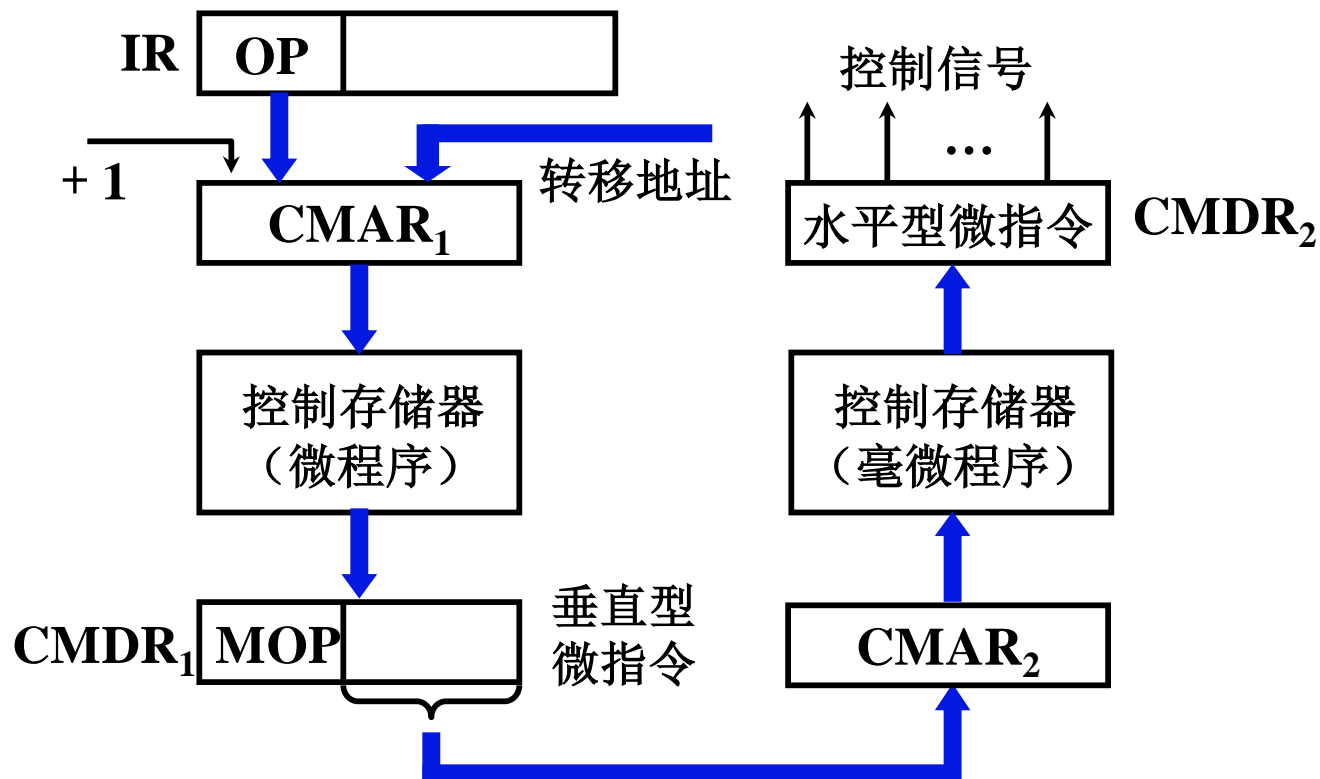 IR OP
控制信号
+ 1
转移地址
…
CMAR₁
水平型微指令 CMDR₂
控制存储器
（微程序）
控制存储器
（毫微程序）
CMDR₁ MOP
垂直型
微指令
CMAR₂